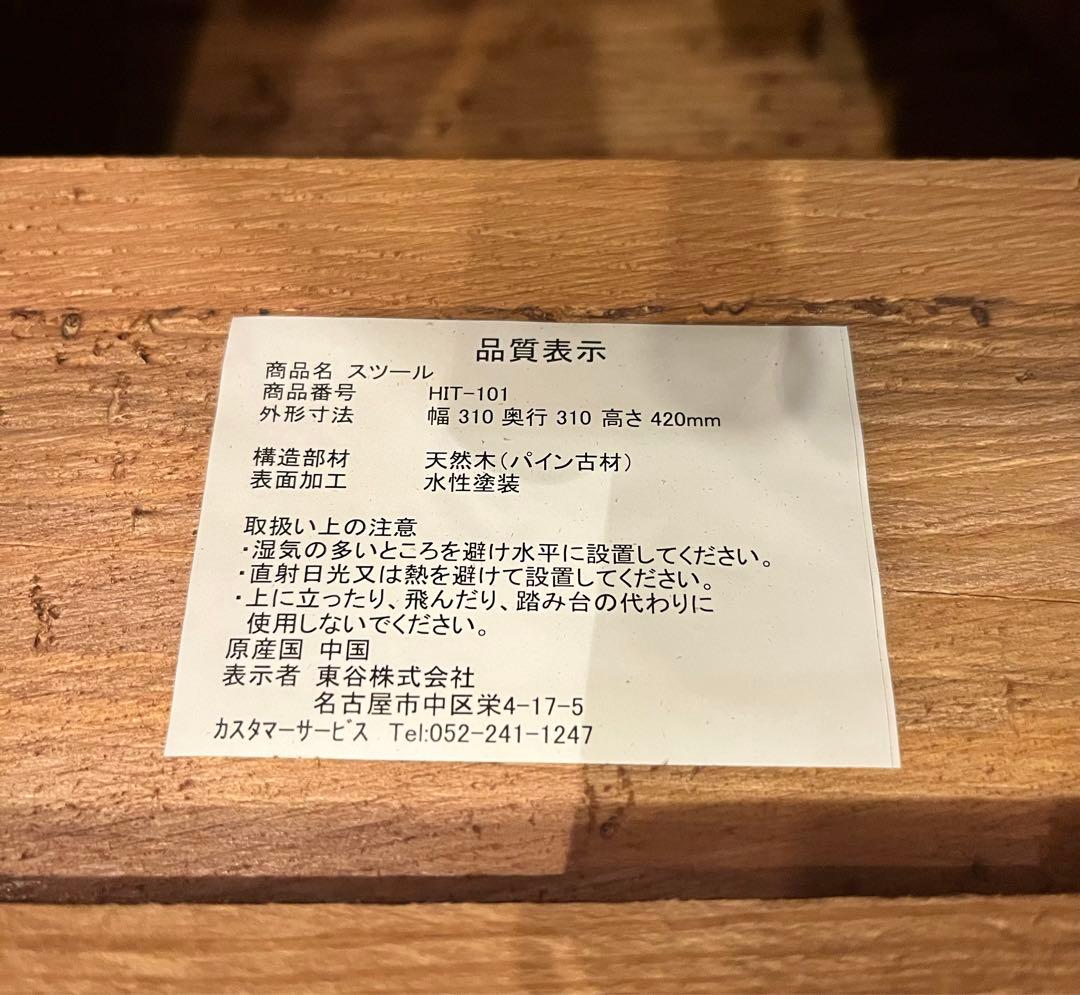 品質表示
商品名 スツール
商品番号 HIT-101
外形寸法 幅 310 奥行 310 高さ 420mm
構造部材 天然木(パイン古材)
表面加工 水性塗装
取扱い上の注意
・湿気の多いところを避け水平に設置してください。
・直射日光又は熱を避けて設置してください。
・上に立ったり、飛んだり、踏み台の代わりに
使用しないでください。
原産国 中国
表示者 東谷株式会社
名古屋市中区栄4-17-5
カスタマーサービス Tel:052-241-1247